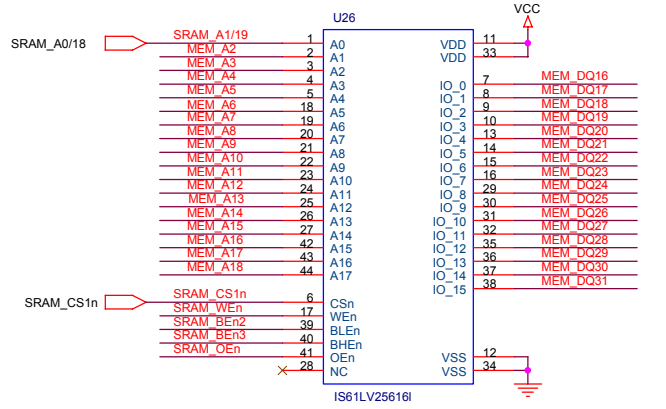 VCC
U26
SRAM_A0/18 SRAM_A1/19 1 A0 VDD 11
MEM_A2 2 A1 VDD 33
MEM_A3 3 A2
MEM_A4 4 A3 IO_0 7 MEM_DQ16
MEM_A5 5 A4 IO_1 8 MEM_DQ17
MEM_A6 18 A5 IO_2 9 MEM_DQ18
MEM_A7 19 A6 IO_3 10 MEM_DQ19
MEM_A8 20 A7 IO_4 13 MEM_DQ20
MEM_A9 21 A8 IO_5 14 MEM_DQ21
MEM_A10 22 A9 IO_6 15 MEM_DQ22
MEM_A11 23 A10 IO_7 16 MEM_DQ23
MEM_A12 24 A11 IO_8 29 MEM_DQ24
MEM_A13 25 A12 IO_9 30 MEM_DQ25
MEM_A14 26 A13 IO_10 31 MEM_DQ26
MEM_A15 27 A14 IO_11 32 MEM_DQ27
MEM_A16 42 A15 IO_12 35 MEM_DQ28
MEM_A17 43 A16 IO_13 36 MEM_DQ29
MEM_A18 44 A17 IO_14 37 MEM_DQ30
IO_15 38 MEM_DQ31
SRAM_CS1n SRAM_CS1n 6 CSn
SRAM_WEn 17 WEn
SRAM_BEn2 39 BLEn
SRAM_BEn3 40 BHEn
SRAM_OEn 41 OEn VSS 12
28 NC VSS 34
IS61LV25616I